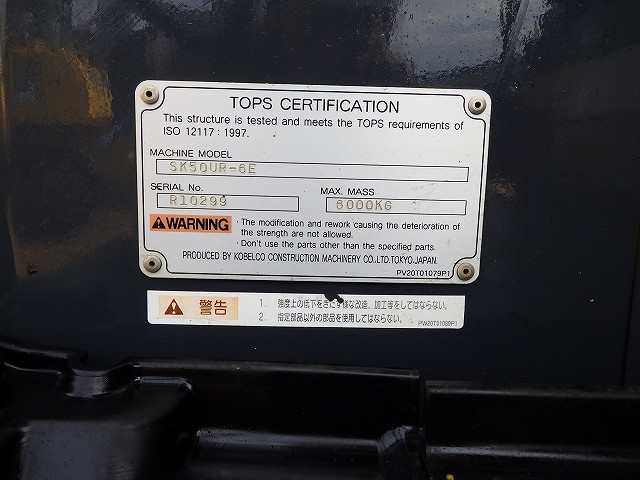 TOPS CERTIFICATION
This structure is tested and meets the TOPS requirements of
ISO 12117 : 1997.
MACHINE MODEL
SK50UR-6E
SERIAL No.
R10299
MAX. MASS
6000KG
WARNING
· The modification and rework causing the deterioration of
the strength are not allowed.
· Don't use the parts other than the specified parts.
PRODUCED BY KOBELCO CONSTRUCTION MACHINERY CO.,LTD.TOKYO.JAPAN.
PV20T01079P1
警告
1. 強度上の低下をきたす様な改造、加工等をしてはならない。
2. 指定部品以外の部品を使用してはならない。
PW20T01080P1